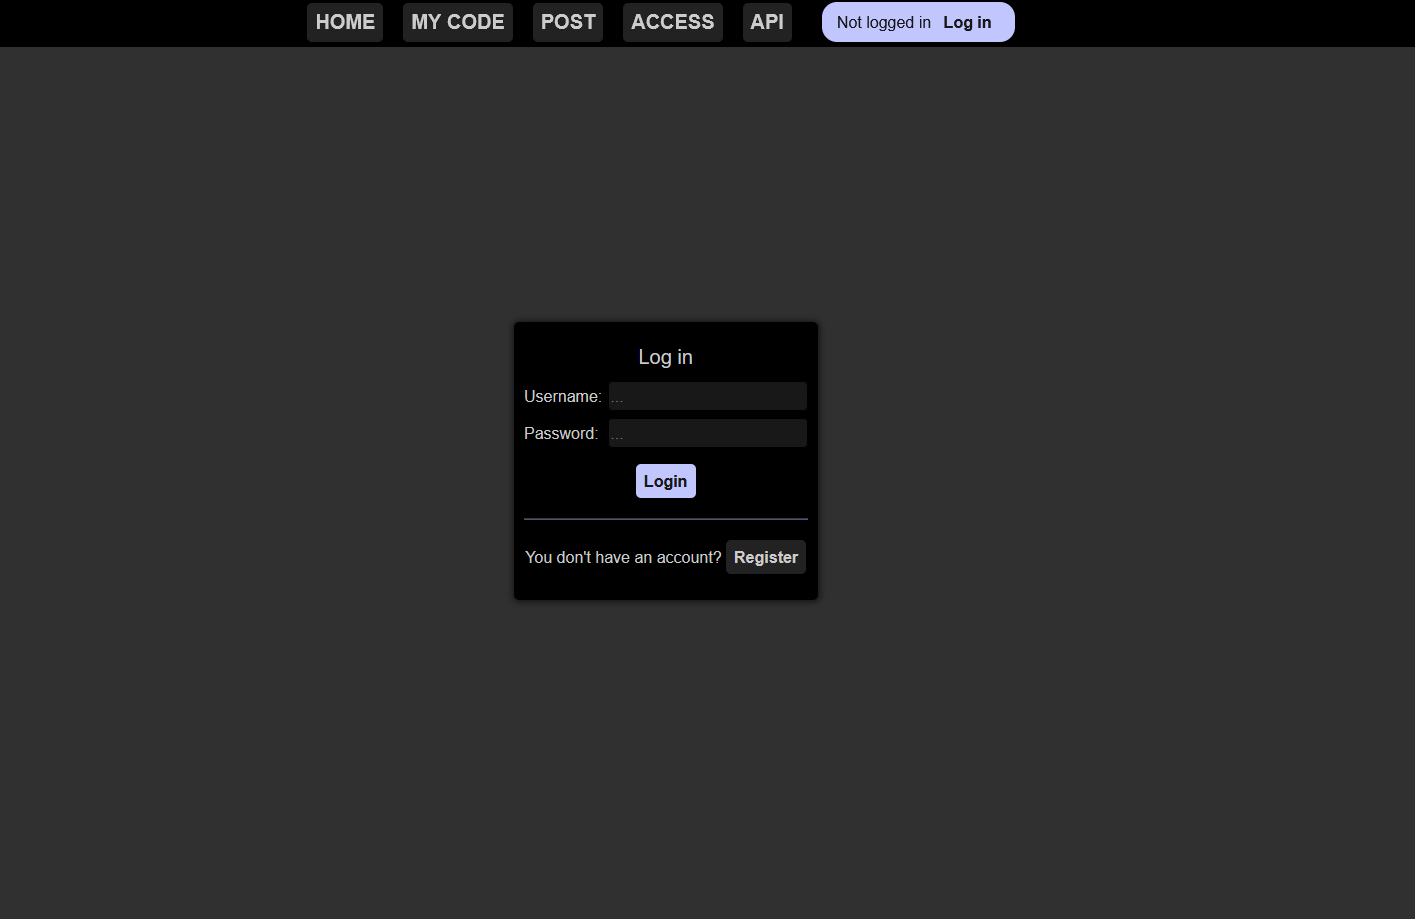 HOME MY CODE POST ACCESS API Not logged in Log in
Log in
Username: ...
Password: ...
Login
You don't have an account? Register